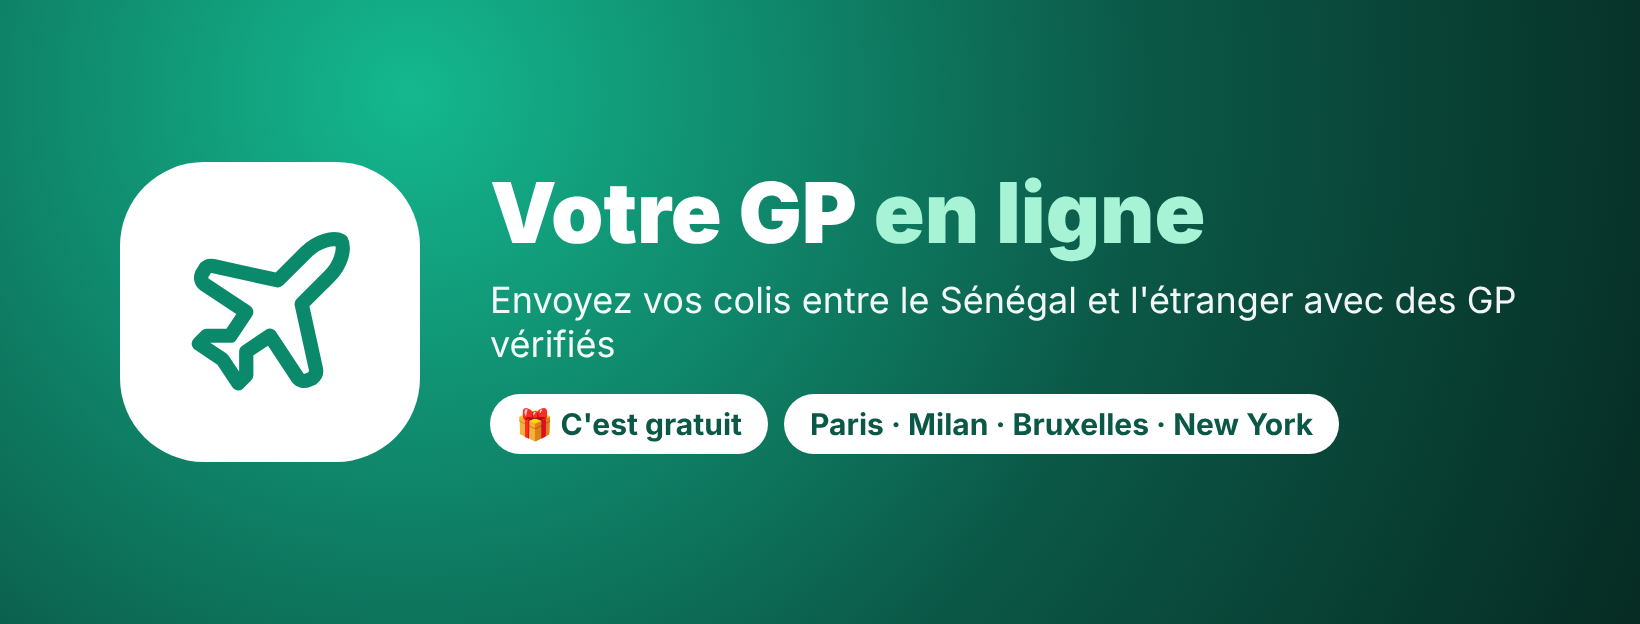 Votre GP en ligne
Envoyez vos colis entre le Sénégal et l'étranger avec des GP
vérifiés
🎁 C'est gratuit
Paris · Milan · Bruxelles · New York